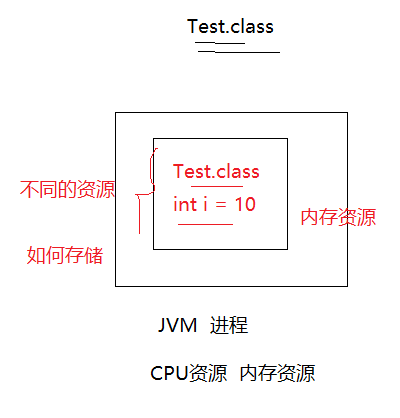 Test.class
Test.class
不同的资源
int i = 10
内存资源
如何存储
JVM 进程
CPU资源 内存资源